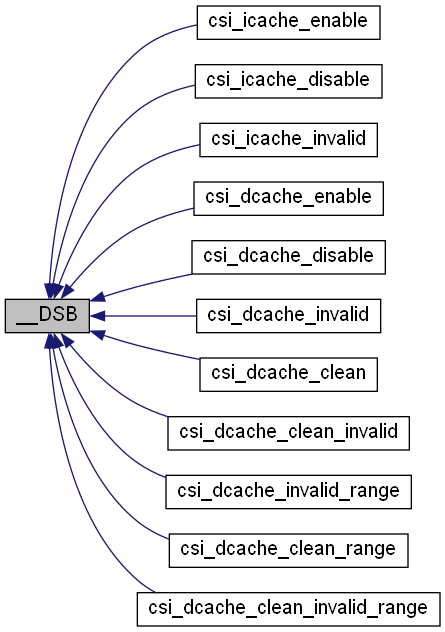 csi_icache_enable
csi_icache_disable
csi_icache_invalid
csi_dcache_enable
csi_dcache_disable
__DSB
csi_dcache_invalid
csi_dcache_clean
csi_dcache_clean_invalid
csi_dcache_invalid_range
csi_dcache_clean_range
csi_dcache_clean_invalid_range